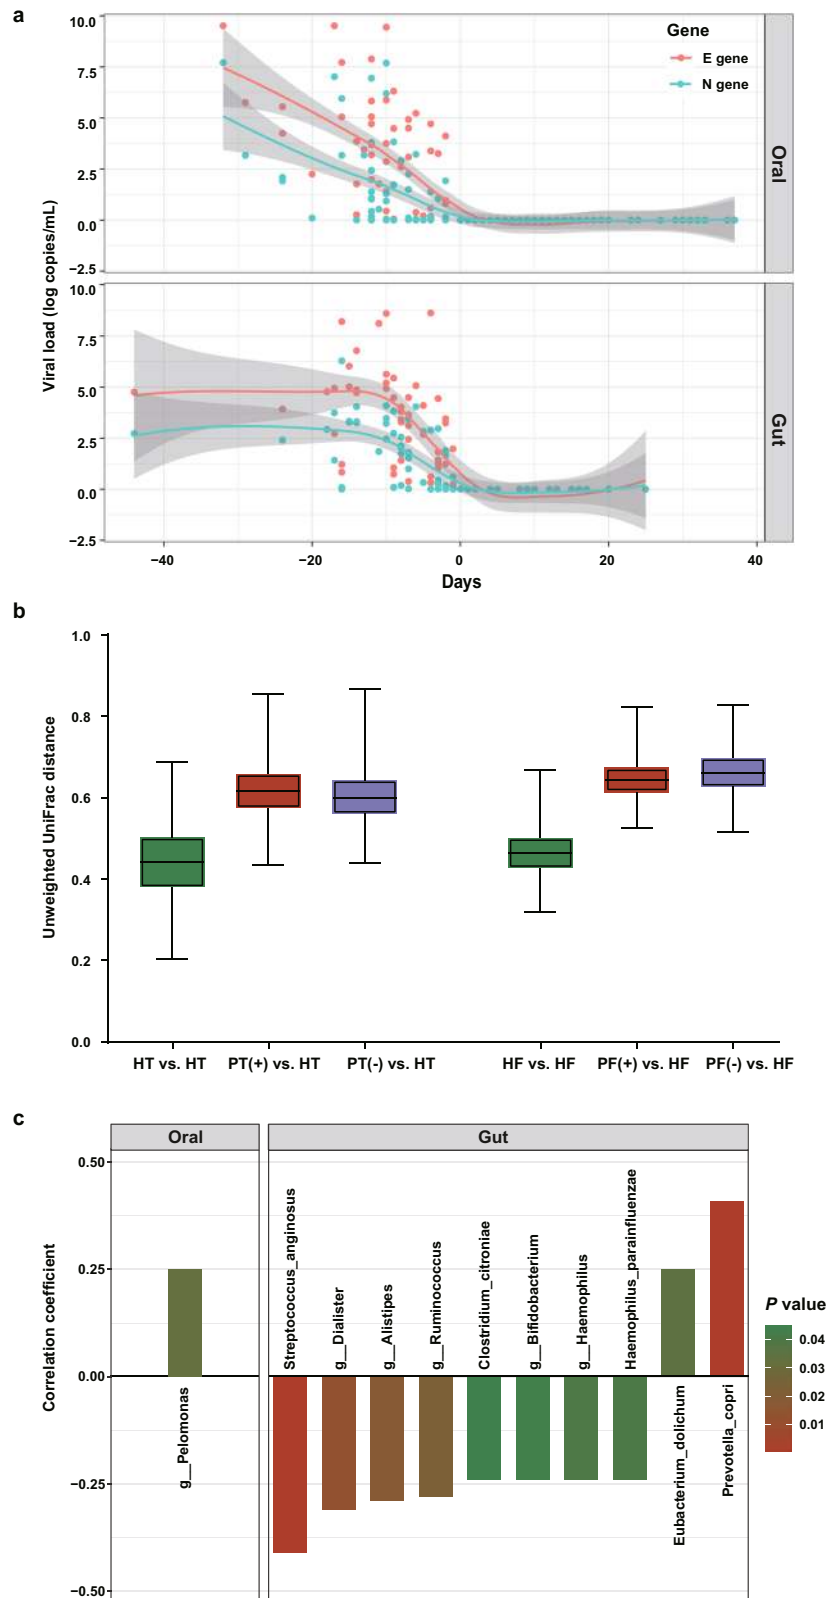 a
Viral load (log copies/mL)
10.0
7.5
5.0
2.5
0.0
−2.5
Gene
E gene
N gene
Oral
10.0
7.5
5.0
2.5
0.0
−2.5
Gut
−40
−20
0
20
40
Days
b
Unweighted UniFrac distance
1.0
0.8
0.6
0.4
0.2
0.0
HT vs. HT
PT(+) vs. HT
PT(-) vs. HT
HF vs. HF
PF(+) vs. HF
PF(-) vs. HF
c
Oral
Gut
Correlation coefficient
0.50
0.25
0.00
−0.25
−0.50
g__Pelomonas
Streptococcus_anginosus
g__Dialister
g__Alistipes
g__Ruminococcus
Clostridium_citroniae
g__Bifidobacterium
g__Haemophilus
Haemophilus_parainfluenzae
Eubacterium_dolichum
Prevotella_copri
P value
0.04
0.03
0.02
0.01